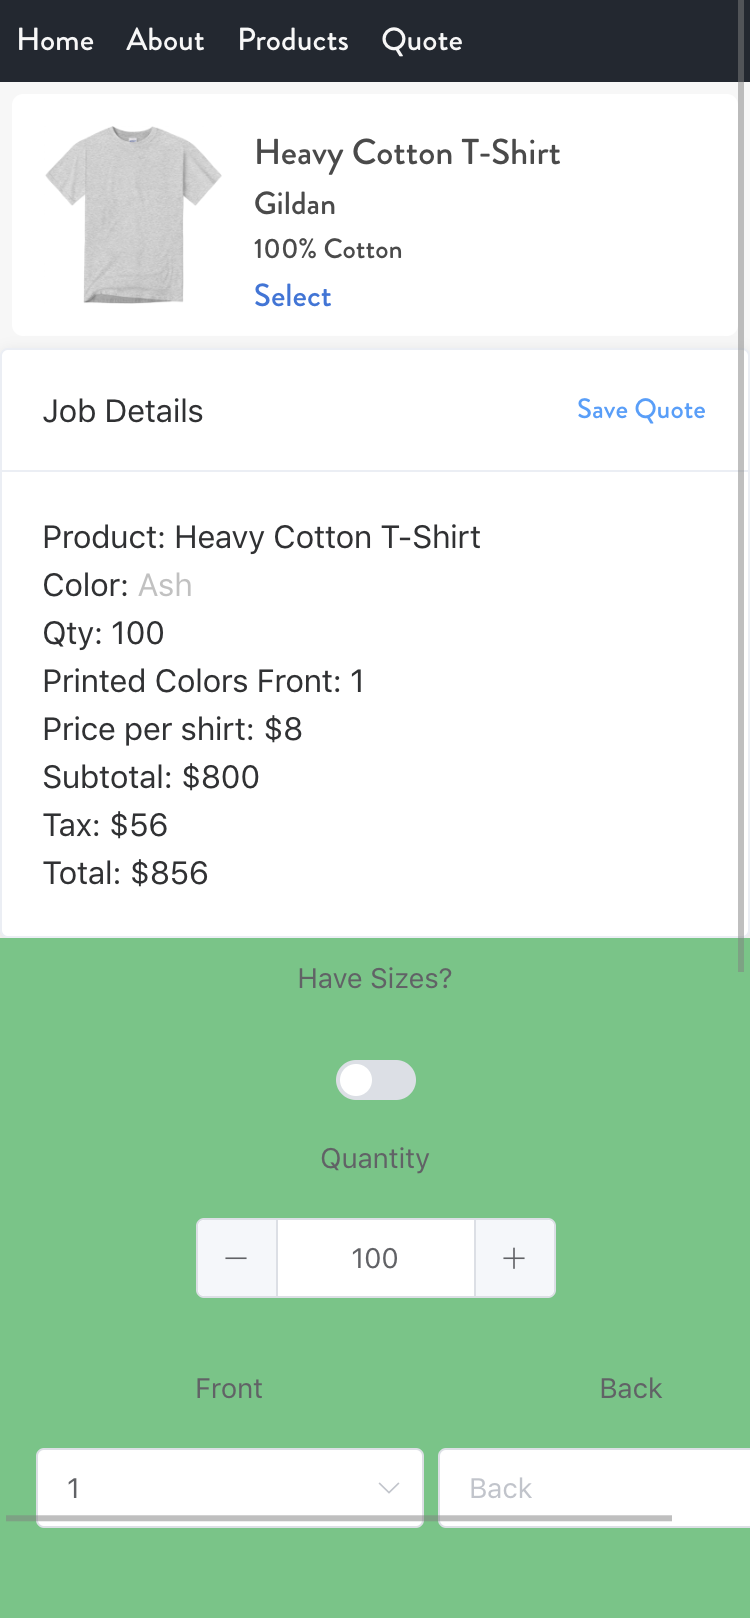 Home About Products Quote
Heavy Cotton T-Shirt
Gildan
100% Cotton
Select
Job Details
Save Quote
Product: Heavy Cotton T-Shirt
Color: Ash
Qty: 100
Printed Colors Front: 1
Price per shirt: $8
Subtotal: $800
Tax: $56
Total: $856
Have Sizes?
Quantity
100
Front Back
1 Back